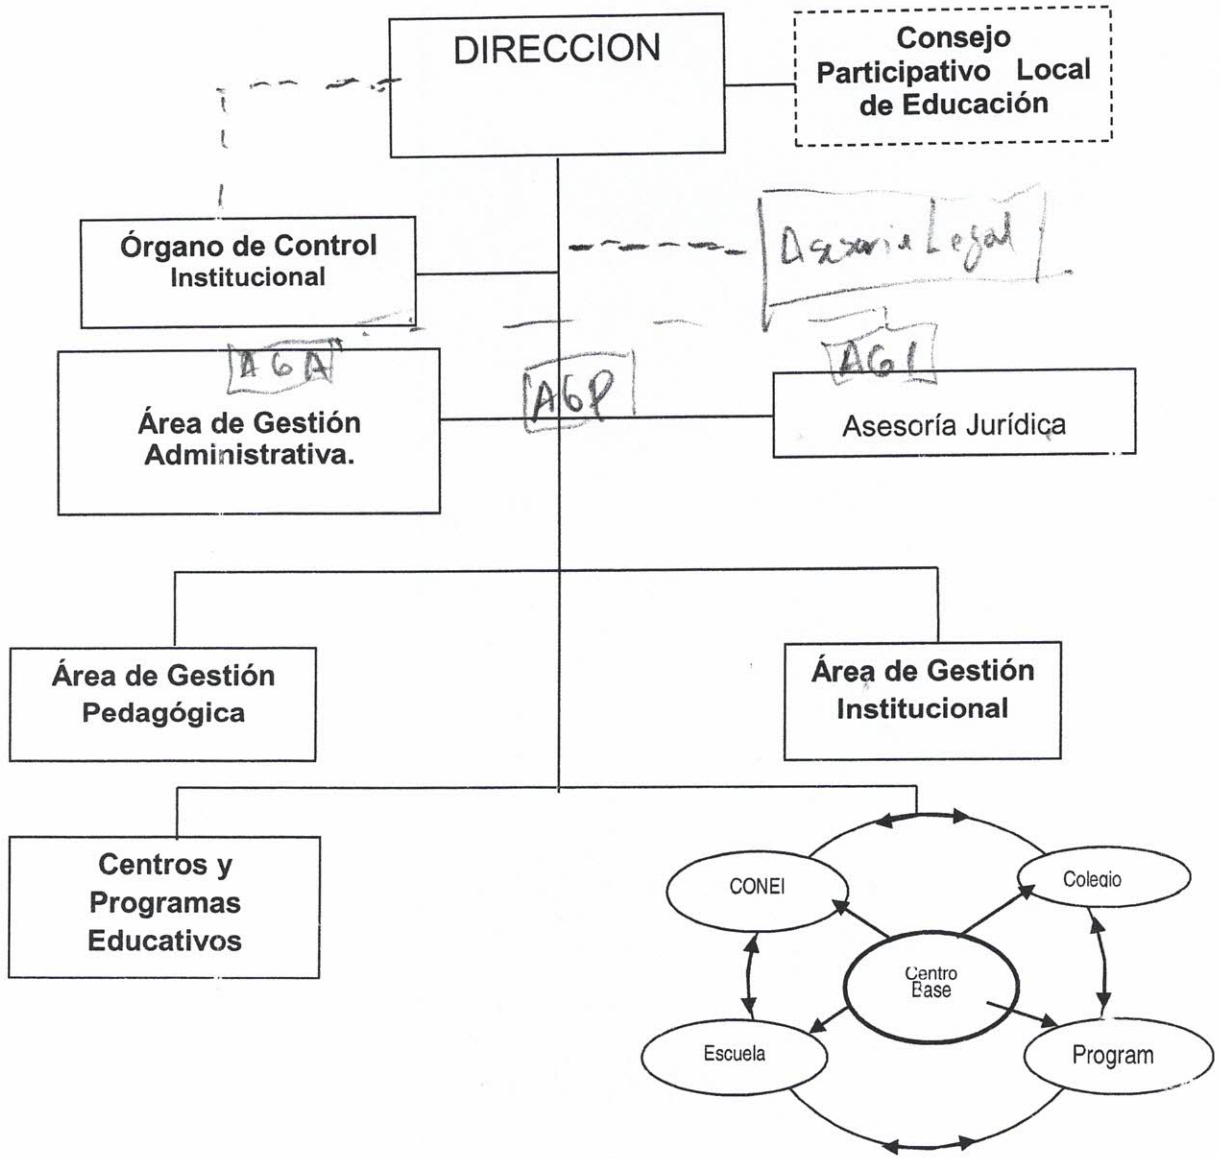 DIRECCION
Consejo
Participativo Local
de Educación
Órgano de Control
Institucional
Asesoria Legal
AGA
AGP
AGI
Área de Gestión
Administrativa.
Asesoría Jurídica
Área de Gestión
Pedagógica
Área de Gestión
Institucional
Centros y
Programas
Educativos
CONEI
Colegio
Centro
Base
Escuela
Program